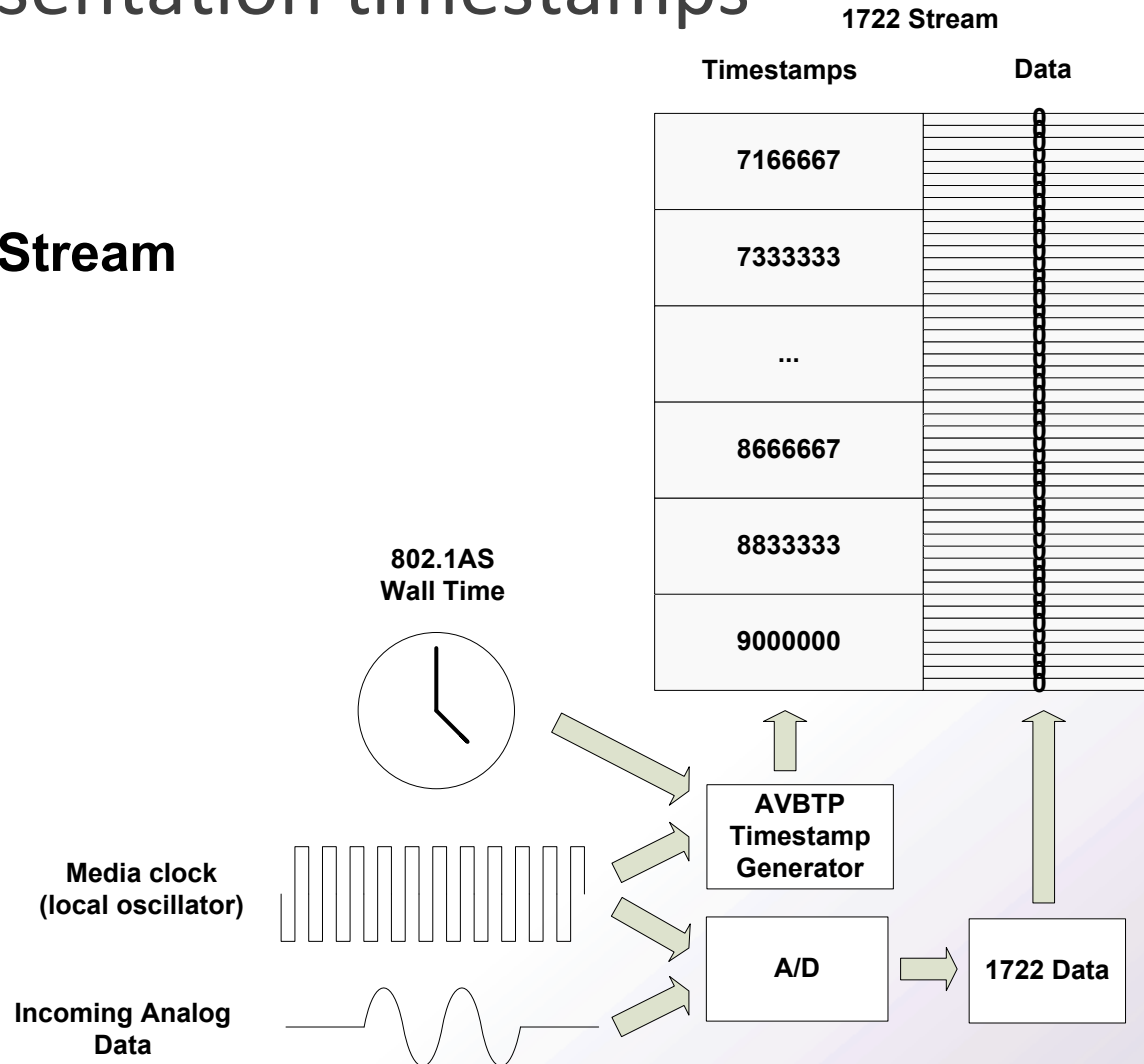 timestamps
1722 Stream
Timestamps
Data
7166667
Stream
7333333
...
8666667
802.1AS
Wall Time
8833333
9000000
AVBTP
Timestamp
Generator
Media clock
(local oscillator)
A/D
1722 Data
Incoming Analog
Data